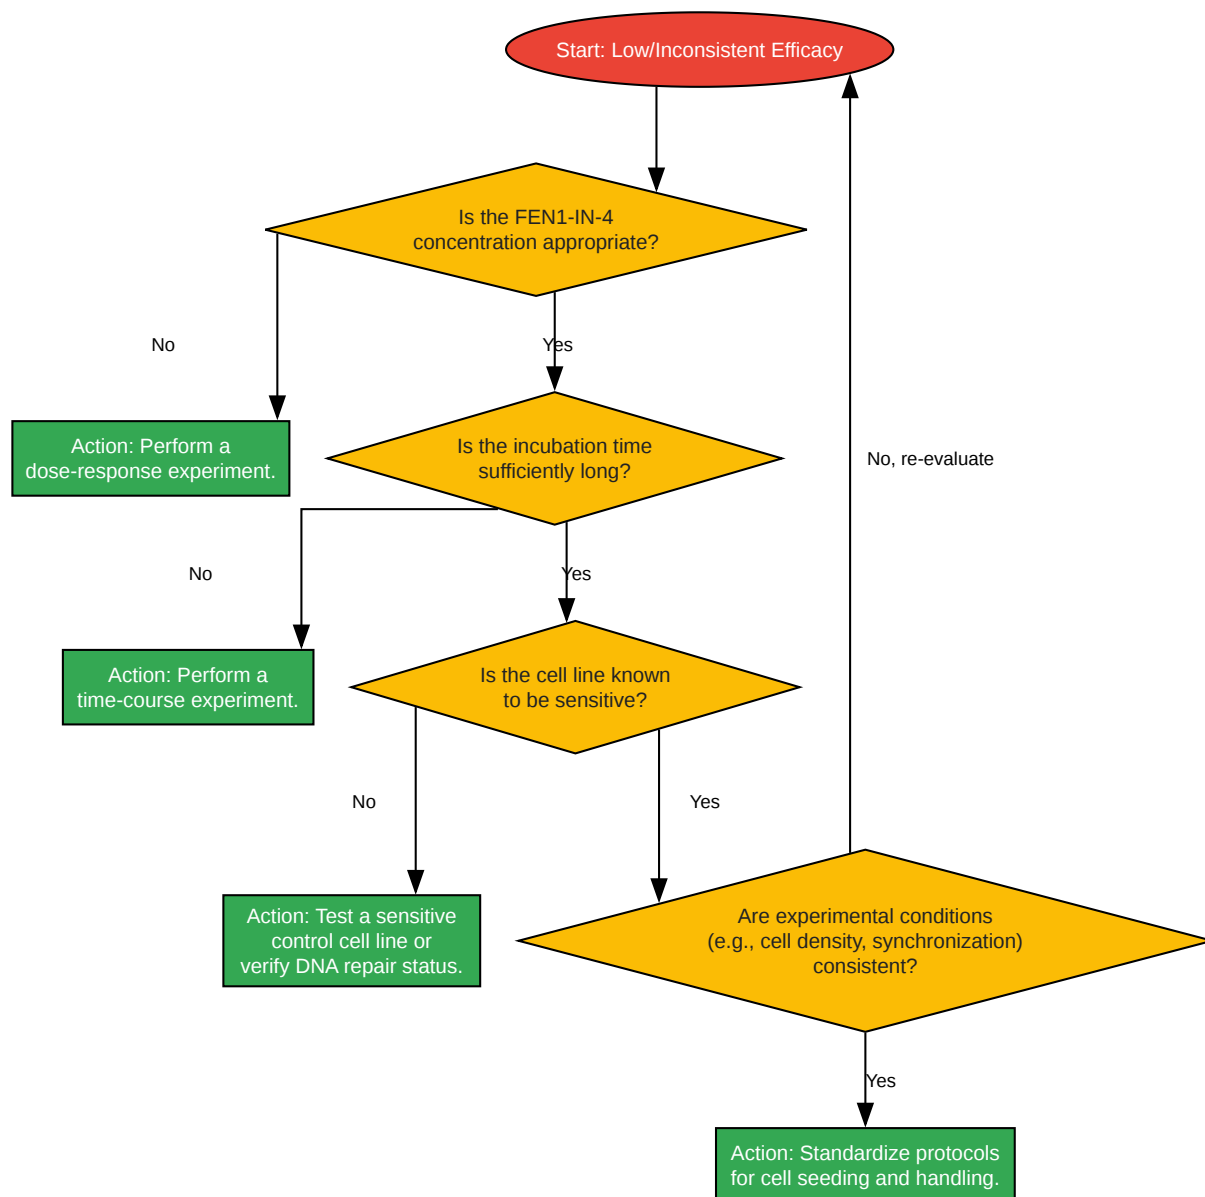 Start: Low/Inconsistent Efficacy
Is the FEN1-IN-4
concentration appropriate?
No
Yes
Action: Perform a
dose-response experiment.
Is the incubation time
sufficiently long?
No, re-evaluate
No
Yes
Action: Perform a
time-course experiment.
Is the cell line known
to be sensitive?
No
Yes
Action: Test a sensitive
control cell line or
verify DNA repair status.
Are experimental conditions
(e.g., cell density, synchronization)
consistent?
Yes
Action: Standardize protocols
for cell seeding and handling.